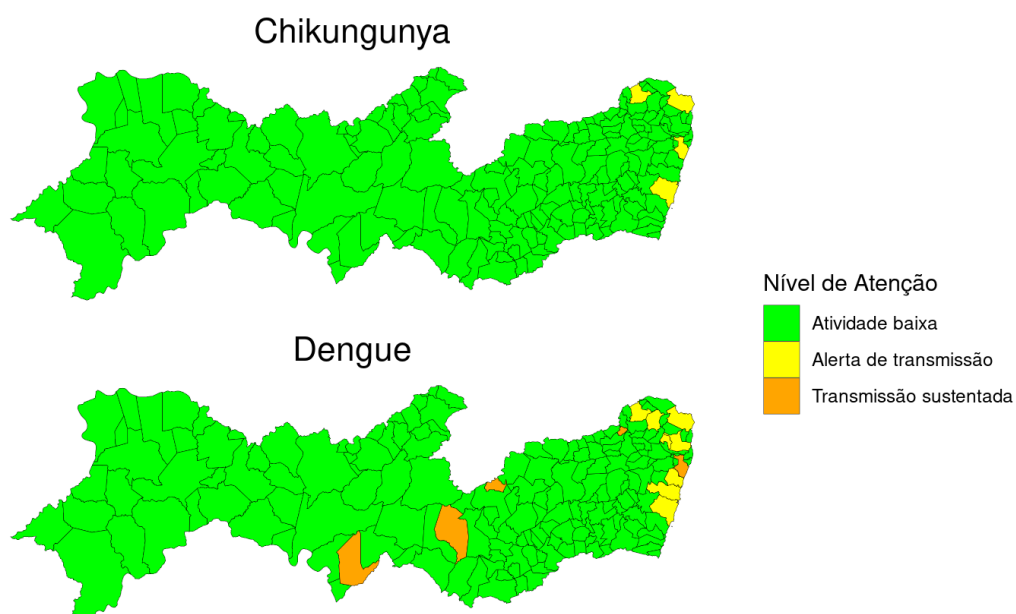 Chikungunya
Dengue
Nível de Atenção
Atividade baixa
Alerta de transmissão
Transmissão sustentada